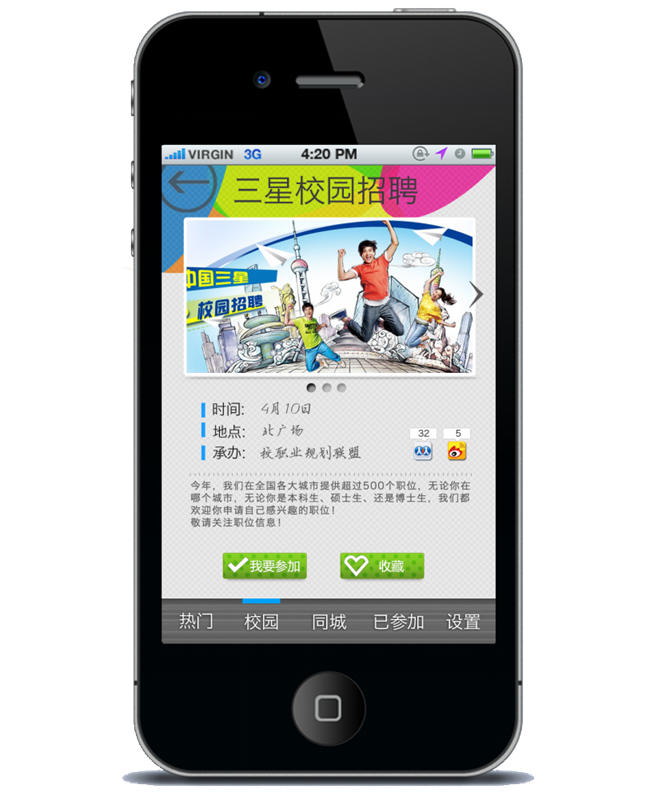 VIRGIN 3G 4:20 PM
三星校园招聘
中国三星
校园招聘
时间: 4月10日
地点: 北广场
承办: 校职业规划联盟
32 5
今年，我们在全国各大城市提供超过500个职位，无论你在
哪个城市，无论你是本科生、硕士生、还是博士生，我们都
欢迎你申请自己感兴趣的职位！
敬请关注职位信息！
我要参加 收藏
热门 校园 同城 已参加 设置